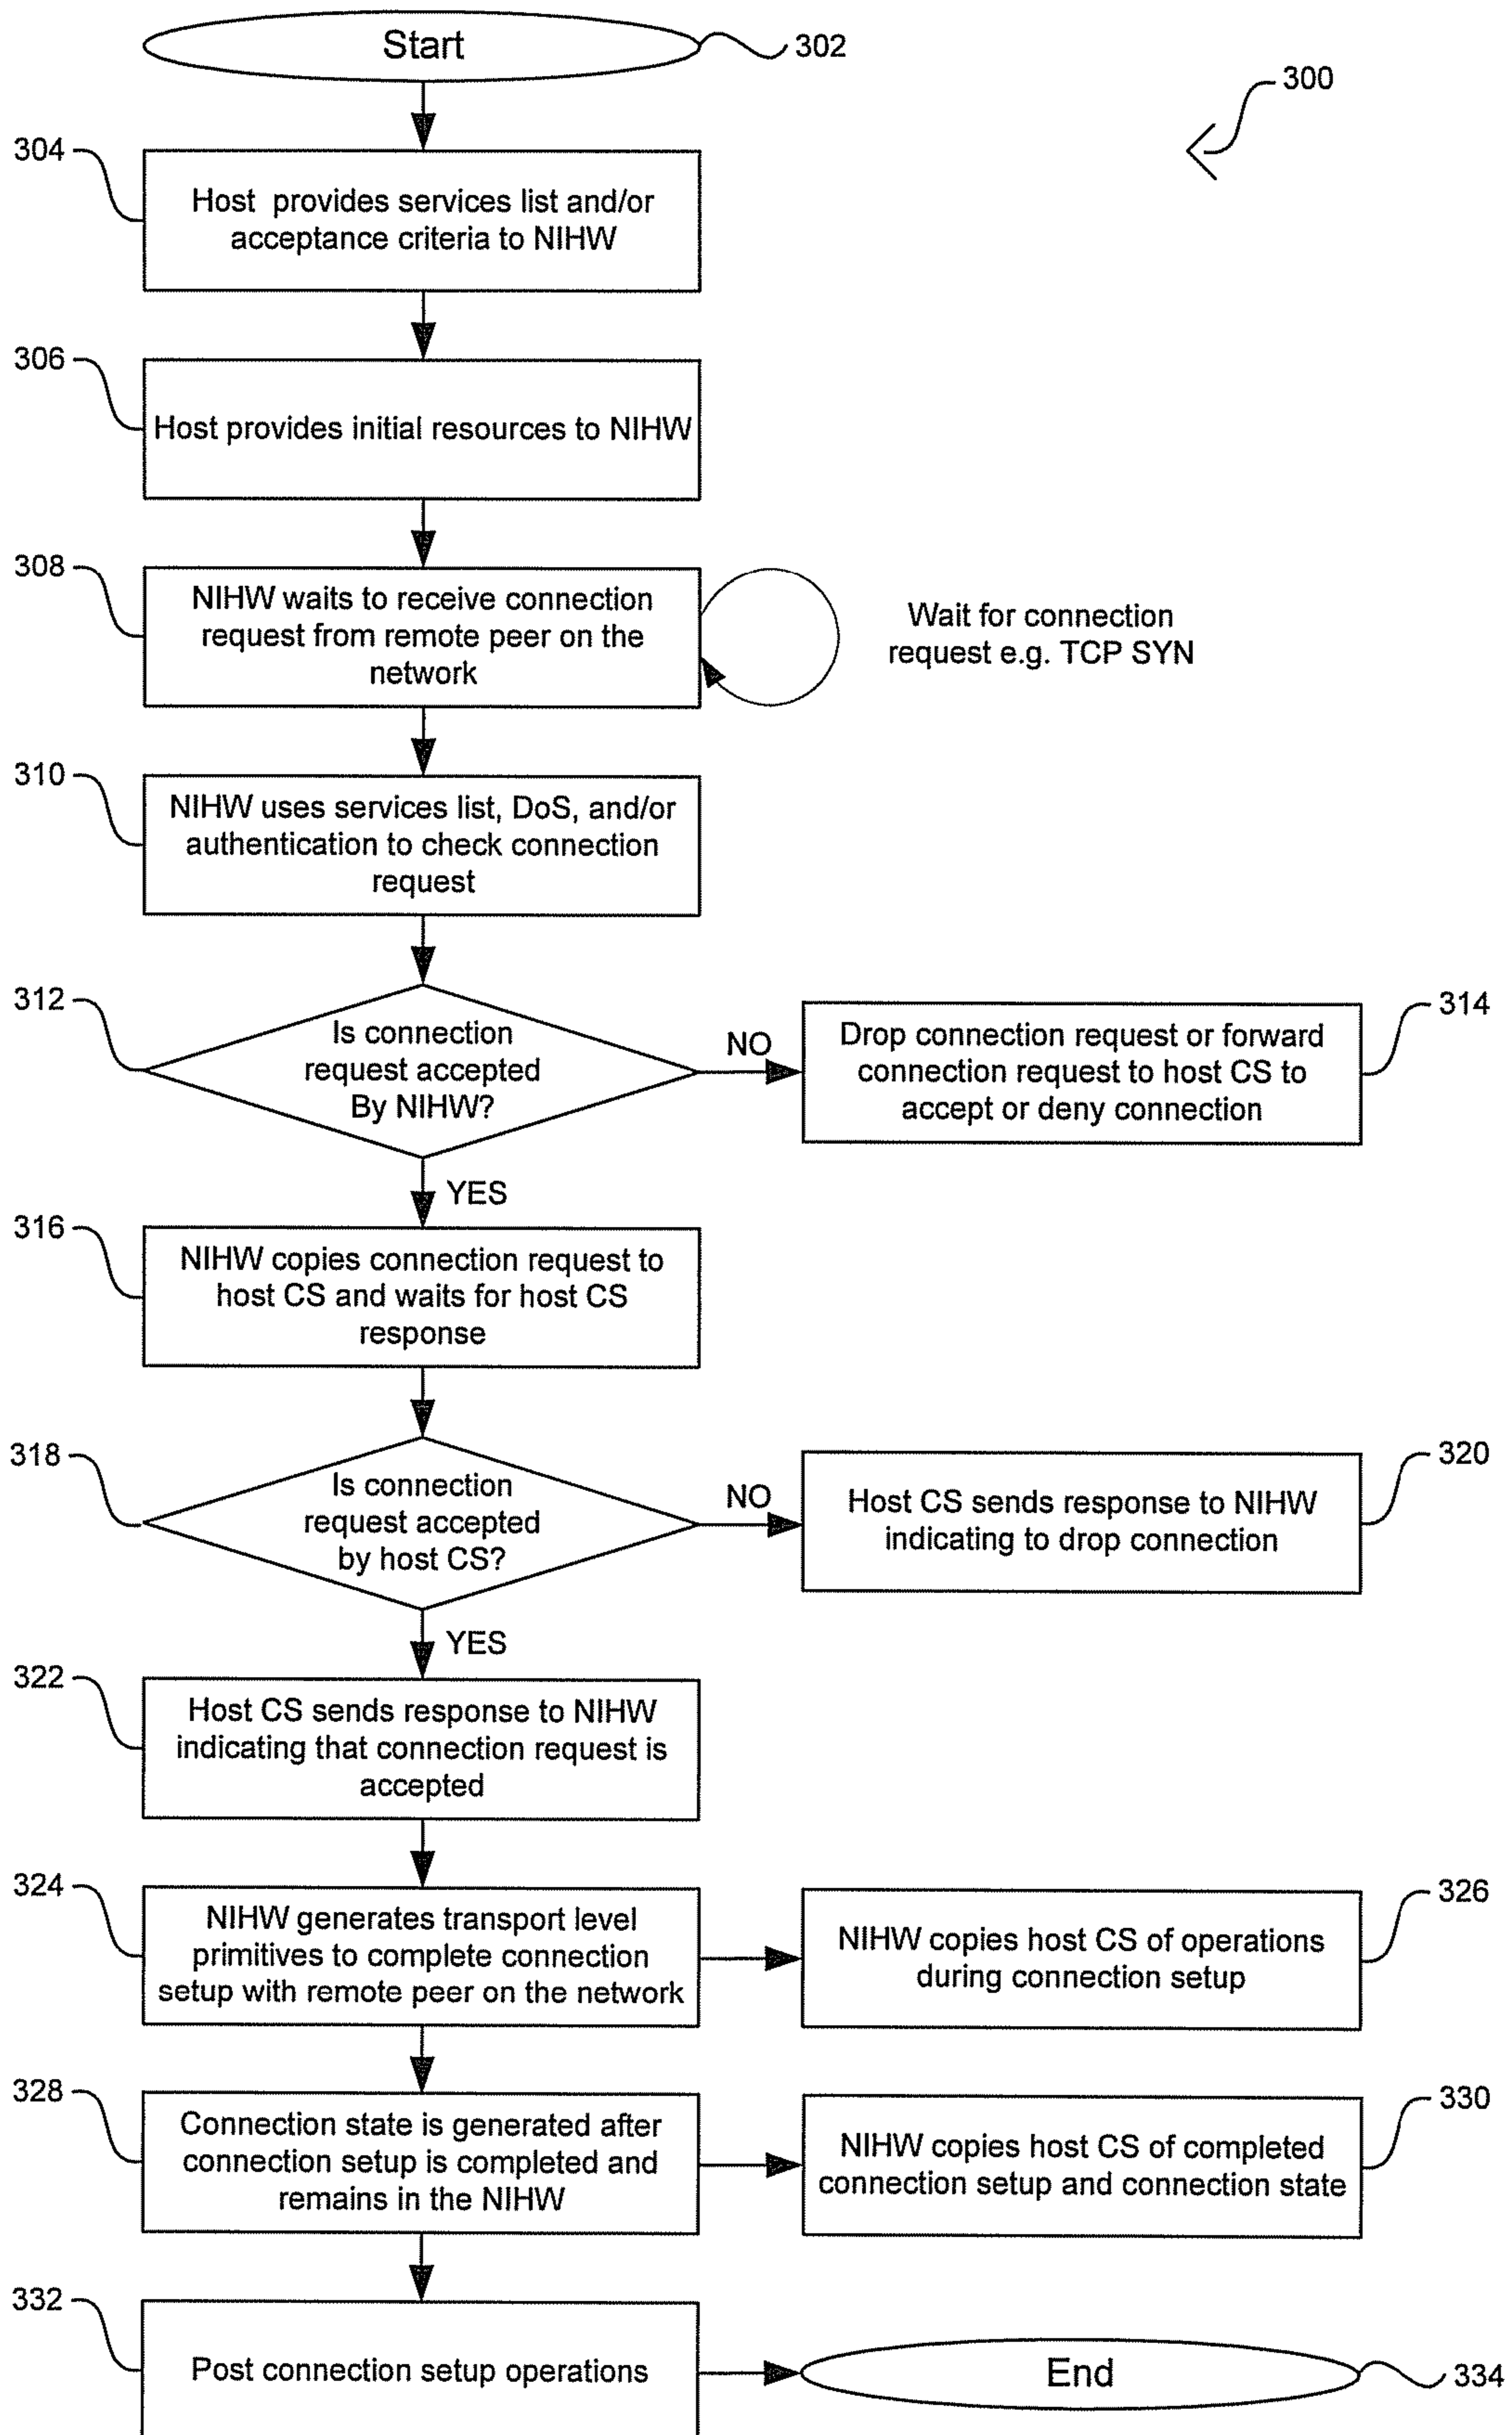 Start
302
300
304
Host provides services list and/or
acceptance criteria to NIHW
306
Host provides initial resources to NIHW
308
NIHW waits to receive connection
request from remote peer on the
network
Wait for connection
request e.g. TCP SYN
310
NIHW uses services list, DoS, and/or
authentication to check connection
request
312
Is connection
request accepted
By NIHW?
NO
314
Drop connection request or forward
connection request to host CS to
accept or deny connection
YES
316
NIHW copies connection request to
host CS and waits for host CS
response
318
Is connection
request accepted
by host CS?
NO
320
Host CS sends response to NIHW
indicating to drop connection
YES
322
Host CS sends response to NIHW
indicating that connection request is
accepted
324
NIHW generates transport level
primitives to complete connection
setup with remote peer on the network
326
NIHW copies host CS of operations
during connection setup
328
Connection state is generated after
connection setup is completed and
remains in the NIHW
330
NIHW copies host CS of completed
connection setup and connection state
332
Post connection setup operations
End
334